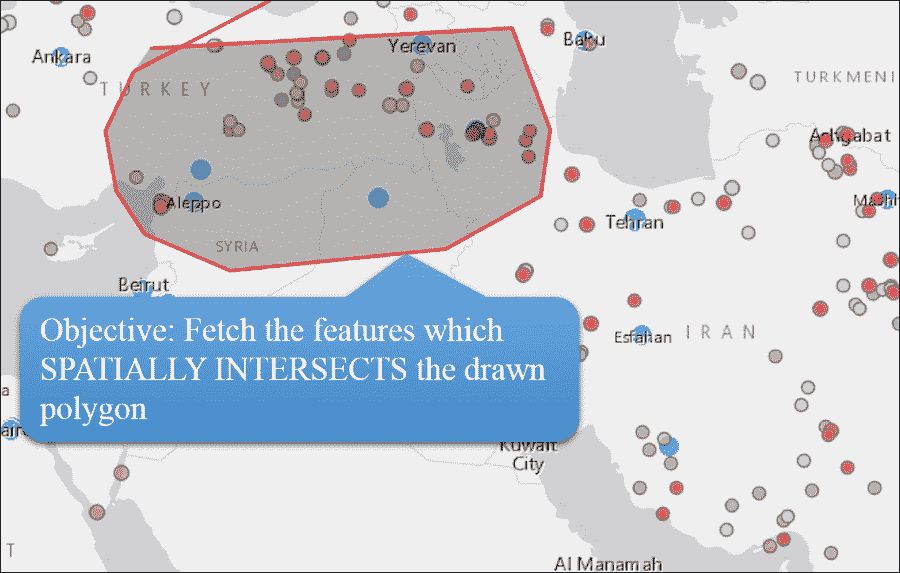 Ankara
Yerevan
Baku
TURKEY
TURKMENI
Ashgabat
Mashh
Aleppo
Tehran
SYRIA
Beirut
Objective: Fetch the features which
SPATIALLY INTERSECTS the drawn
polygon
Esfahan
IRAN
a
Kuwait
City
T
Al Manamah